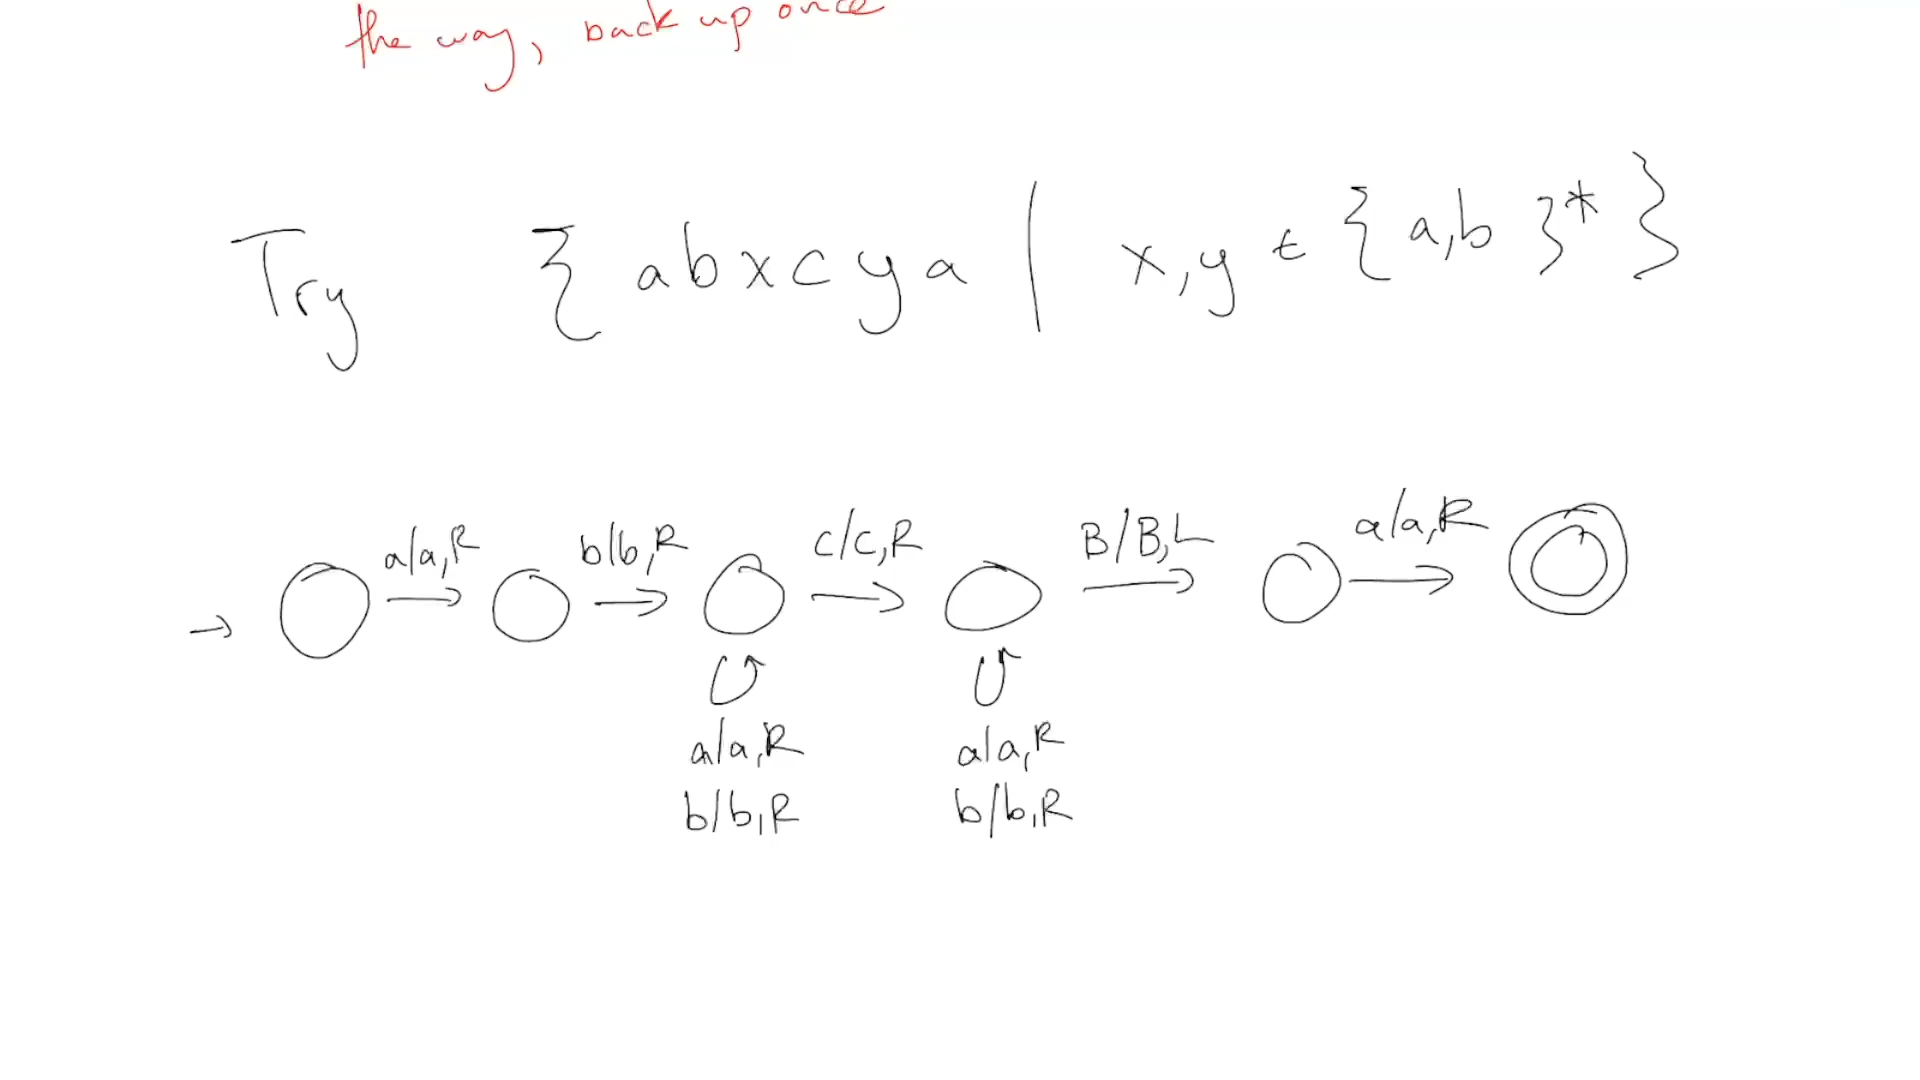 the way, back up once
Try {abxcya | x,y ε {a,b}*}
a/a,R b/b,R c/c,R B/B,L a/a,R
→ → → → → →
a/a,R a/a,R
b/b,R b/b,R